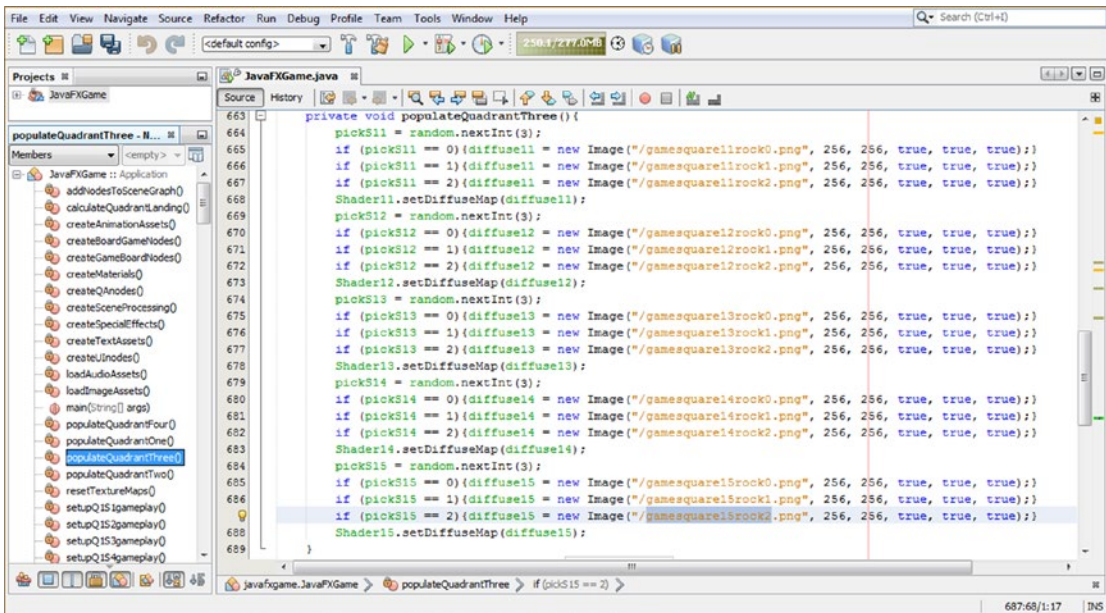 File Edit View Navigate Source Refactor Run Debug Profile Team Tools Window Help
Search (Ctrl+I)
<default config>
250.1/277.0MB
Projects
JavaFXGame
populateQuadrantThree - N...
Members
<empty>
JavaFXGame :: Application
addNodesToSceneGraph()
calculateQuadrantLanding()
createAnimationAssets()
createBoardGameNodes()
createGameBoardNodes()
createMaterials()
createQAnodes()
createSceneProcessing()
createSpecialEffects()
createTextAssets()
createUInodes()
loadAudioAssets()
loadImageAssets()
main(String[] args)
populateQuadrantFour()
populateQuadrantOne()
populateQuadrantThree()
populateQuadrantTwo()
resetTextureMaps()
setupQ1S1gameplay()
setupQ1S3gameplay()
setupQ1S4gameplay()
JavaFXGame.java
Source History
663 private void populateQuadrantThree(){
664 pickS11 = random.nextInt(3);
665 if (pickS11 == 0){diffuse11 = new Image("/gamesquare11rock0.png", 256, 256, true, true, true);}
666 if (pickS11 == 1){diffuse11 = new Image("/gamesquare11rock1.png", 256, 256, true, true, true);}
667 if (pickS11 == 2){diffuse11 = new Image("/gamesquare11rock2.png", 256, 256, true, true, true);}
668 Shader11.setDiffuseMap(diffuse11);
669 pickS12 = random.nextInt(3);
670 if (pickS12 == 0){diffuse12 = new Image("/gamesquare12rock0.png", 256, 256, true, true, true);}
671 if (pickS12 == 1){diffuse12 = new Image("/gamesquare12rock1.png", 256, 256, true, true, true);}
672 if (pickS12 == 2){diffuse12 = new Image("/gamesquare12rock2.png", 256, 256, true, true, true);}
673 Shader12.setDiffuseMap(diffuse12);
674 pickS13 = random.nextInt(3);
675 if (pickS13 == 0){diffuse13 = new Image("/gamesquare13rock0.png", 256, 256, true, true, true);}
676 if (pickS13 == 1){diffuse13 = new Image("/gamesquare13rock1.png", 256, 256, true, true, true);}
677 if (pickS13 == 2){diffuse13 = new Image("/gamesquare13rock2.png", 256, 256, true, true, true);}
678 Shader13.setDiffuseMap(diffuse13);
679 pickS14 = random.nextInt(3);
680 if (pickS14 == 0){diffuse14 = new Image("/gamesquare14rock0.png", 256, 256, true, true, true);}
681 if (pickS14 == 1){diffuse14 = new Image("/gamesquare14rock1.png", 256, 256, true, true, true);}
682 if (pickS14 == 2){diffuse14 = new Image("/gamesquare14rock2.png", 256, 256, true, true, true);}
683 Shader14.setDiffuseMap(diffuse14);
684 pickS15 = random.nextInt(3);
685 if (pickS15 == 0){diffuse15 = new Image("/gamesquare15rock0.png", 256, 256, true, true, true);}
686 if (pickS15 == 1){diffuse15 = new Image("/gamesquare15rock1.png", 256, 256, true, true, true);}
if (pickS15 == 2){diffuse15 = new Image("/gamesquare15rock2.png", 256, 256, true, true, true);}
688 Shader15.setDiffuseMap(diffuse15);
689 }
javafxgame.JavaFXGame populateQuadrantThree if (pickS15 == 2)
687:68/1:17 INS